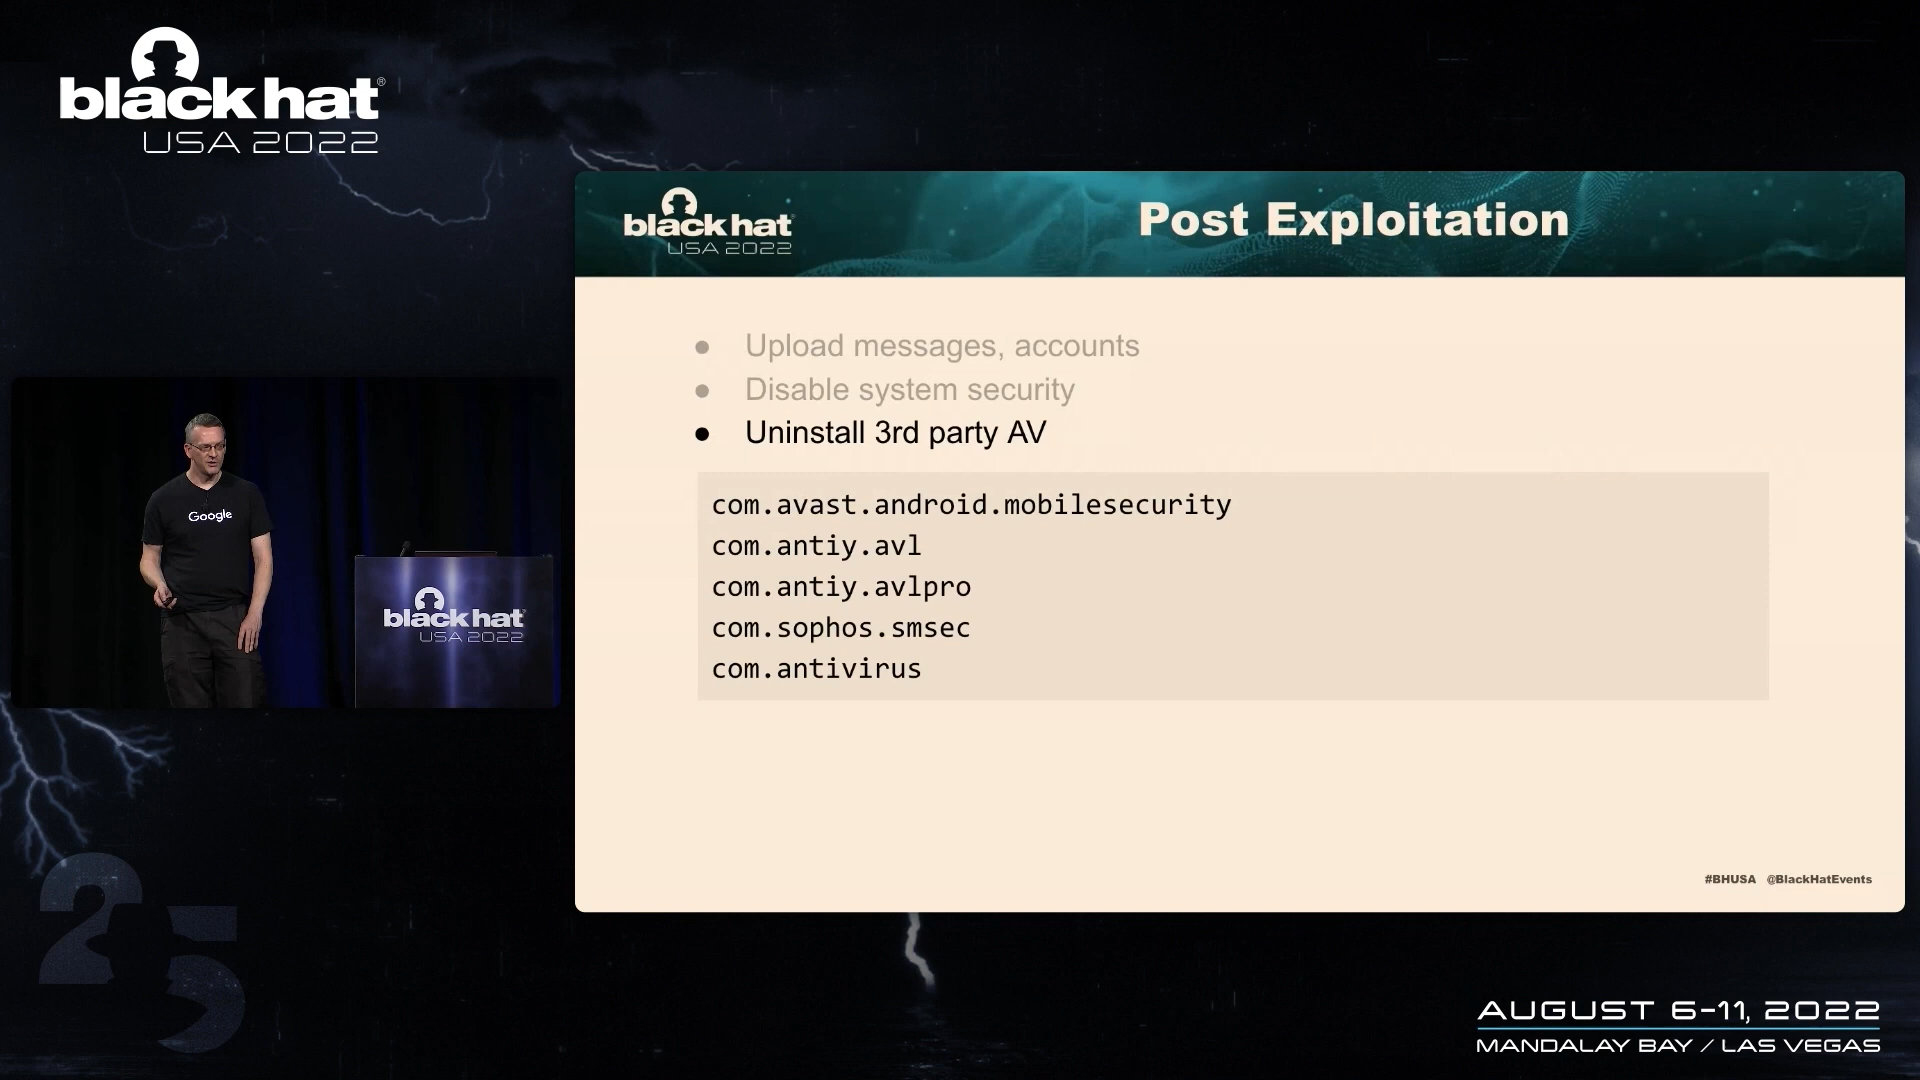 black hat®
USA 2022
black hat
USA 2022
Post Exploitation
● Upload messages, accounts
● Disable system security
● Uninstall 3rd party AV
com.avast.android.mobilesecurity
com.antiy.avl
com.antiy.avlpro
com.sophos.smsec
com.antivirus
#BHUSA @BlackHatEvents
Google
black hat
USA 2022
25
AUGUST 6-11, 2022
MANDALAY BAY / LAS VEGAS